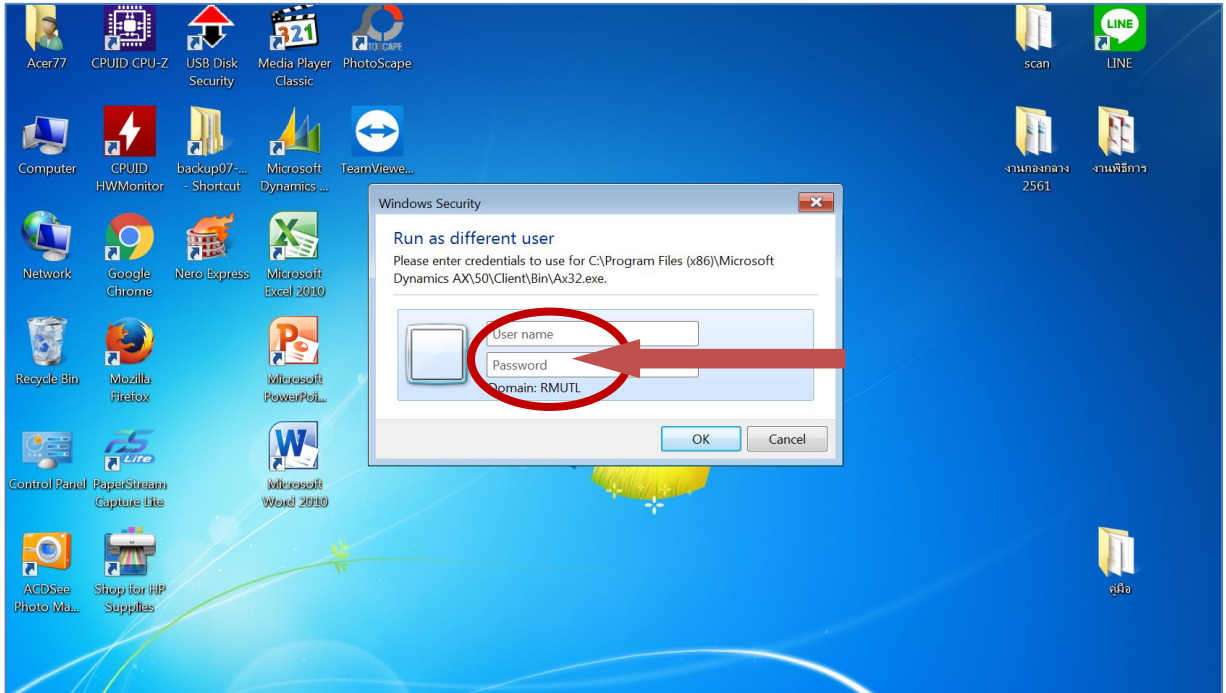 Acer77
CPUID CPU-Z
USB Disk
Security
321
Media Player
Classic
TOSCAPE
PhotoScape
scan
LINE
LINE
Computer
CPUID
HWMonitor
backup07-...
- Shortcut
Microsoft
Dynamics ...
TeamViewe...
งานกองกลาง
2561
งานพิธีการ
Network
Google
Chrome
Nero Express
Microsoft
Excel 2010
Recycle Bin
Mozilla
Firefox
Microsoft
PowerPoi...
Control Panel
Lite
PaperStream
Capture Lite
Microsoft
Word 2010
ACDSee
Photo Ma...
Shop for HP
Supplies
คู่มือ
Windows Security
Run as different user
Please enter credentials to use for C:\Program Files (x86)\Microsoft
Dynamics AX\50\Client\Bin\Ax32.exe.
User name
Password
Domain: RMUTL
OK
Cancel